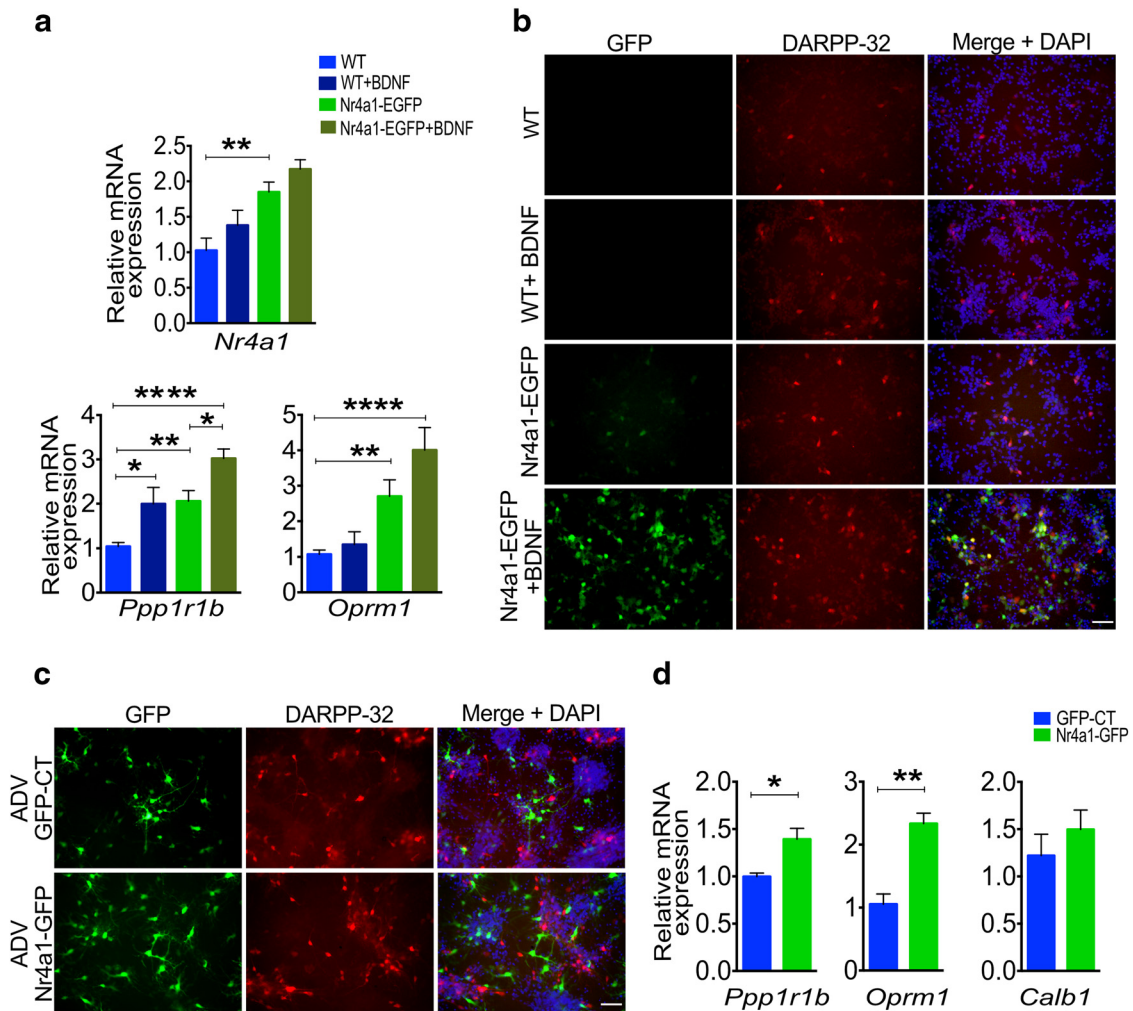 a
WT
WT+BDNF
Nr4a1-EGFP
Nr4a1-EGFP+BDNF
Relative mRNA
expression
2.5
2.0
1.5
1.0
0.5
0.0
**
Nr4a1
Relative mRNA
expression
4
3
2
1
0
****
**
*
*
Ppp1r1b
5
4
3
2
1
0
****
**
Oprm1
b
GFP
DARPP-32
Merge + DAPI
WT
WT+ BDNF
Nr4a1-EGFP
Nr4a1-EGFP
+BDNF
c
GFP
DARPP-32
Merge + DAPI
ADV
GFP-CT
ADV
Nr4a1-GFP
d
GFP-CT
Nr4a1-GFP
Relative mRNA
expression
2.0
1.5
1.0
0.5
0.0
*
Ppp1r1b
3
2
1
0
**
Oprm1
2.0
1.5
1.0
0.5
0.0
Calb1